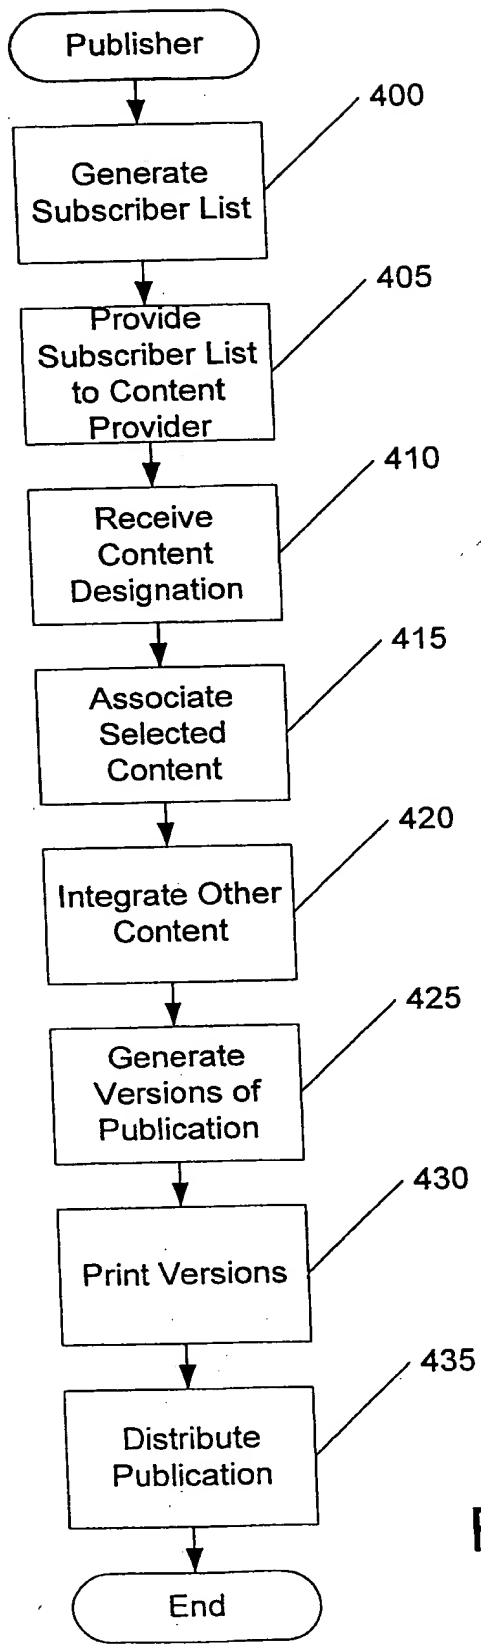 Publisher
400
Generate
Subscriber List
405
Provide
Subscriber List
to Content
Provider
410
Receive
Content
Designation
415
Associate
Selected
Content
420
Integrate Other
Content
425
Generate
Versions of
Publication
430
Print Versions
435
Distribute
Publication
End